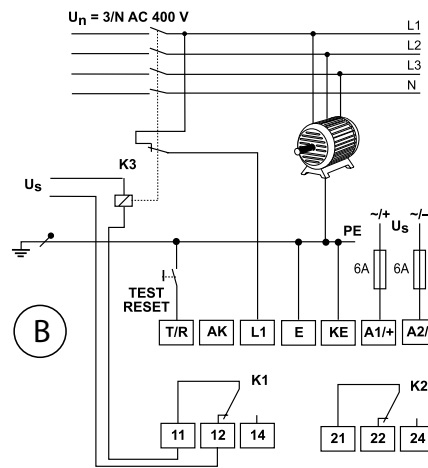 Un = 3/N AC 400 V
L1
L2
L3
N
K3
Us
PE
~/+ Us ~/–
6A 6A
TEST
RESET
B
T/R AK L1 E KE A1/+ A2/
K1 K2
11 12 14 21 22 24